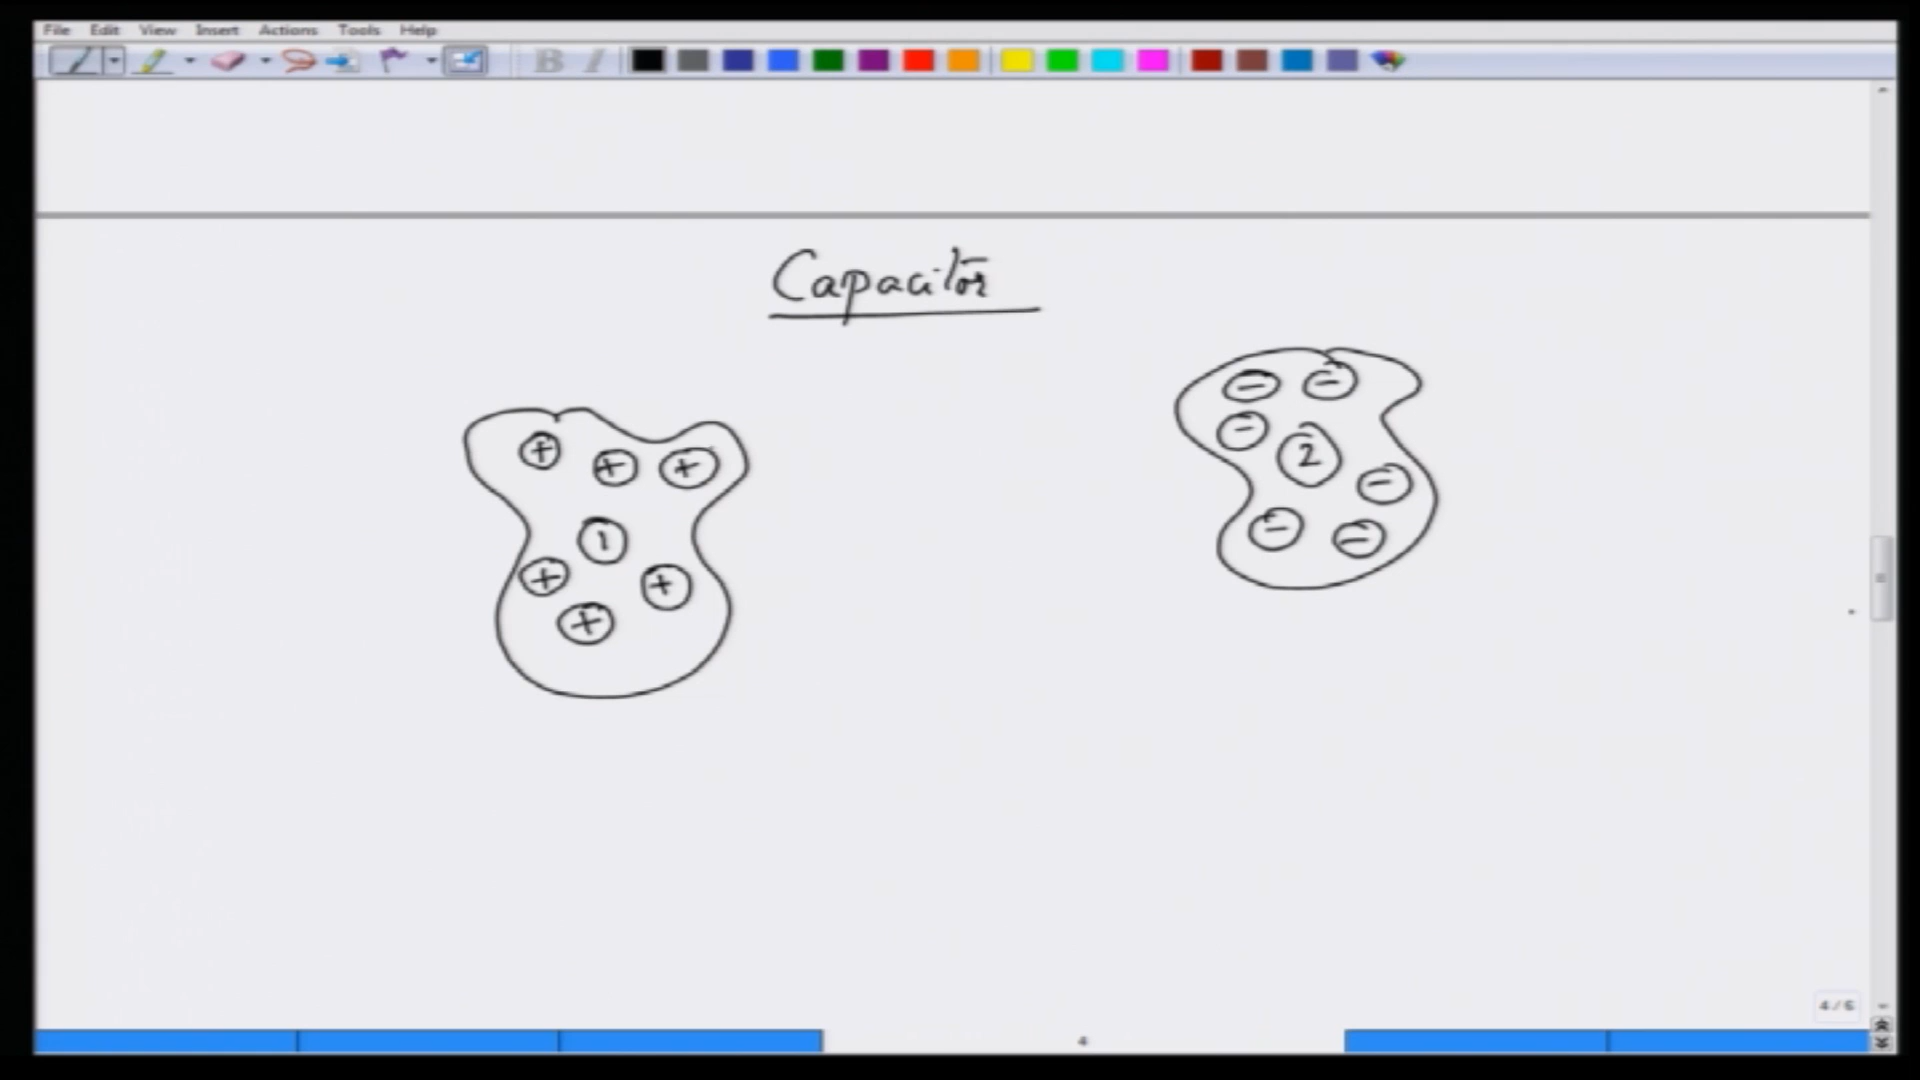 File Edit View Insert Actions Tools Help
B I
Capacitor
− −
−
2
−
− −
+ + +
1
+ +
+
4/6
4